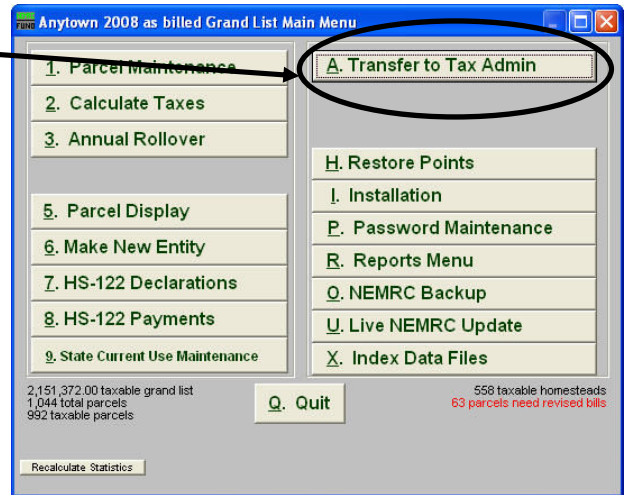 FUND Anytown 2008 as billed Grand List Main Menu
1. Parcel Maintenance
2. Calculate Taxes
3. Annual Rollover
5. Parcel Display
6. Make New Entity
7. HS-122 Declarations
8. HS-122 Payments
9. State Current Use Maintenance
A. Transfer to Tax Admin
H. Restore Points
I. Installation
P. Password Maintenance
R. Reports Menu
O. NEMRC Backup
U. Live NEMRC Update
X. Index Data Files
2,151,372.00 taxable grand list
1,044 total parcels
992 taxable parcels
Q. Quit
558 taxable homesteads
63 parcels need revised bills
Recalculate Statistics